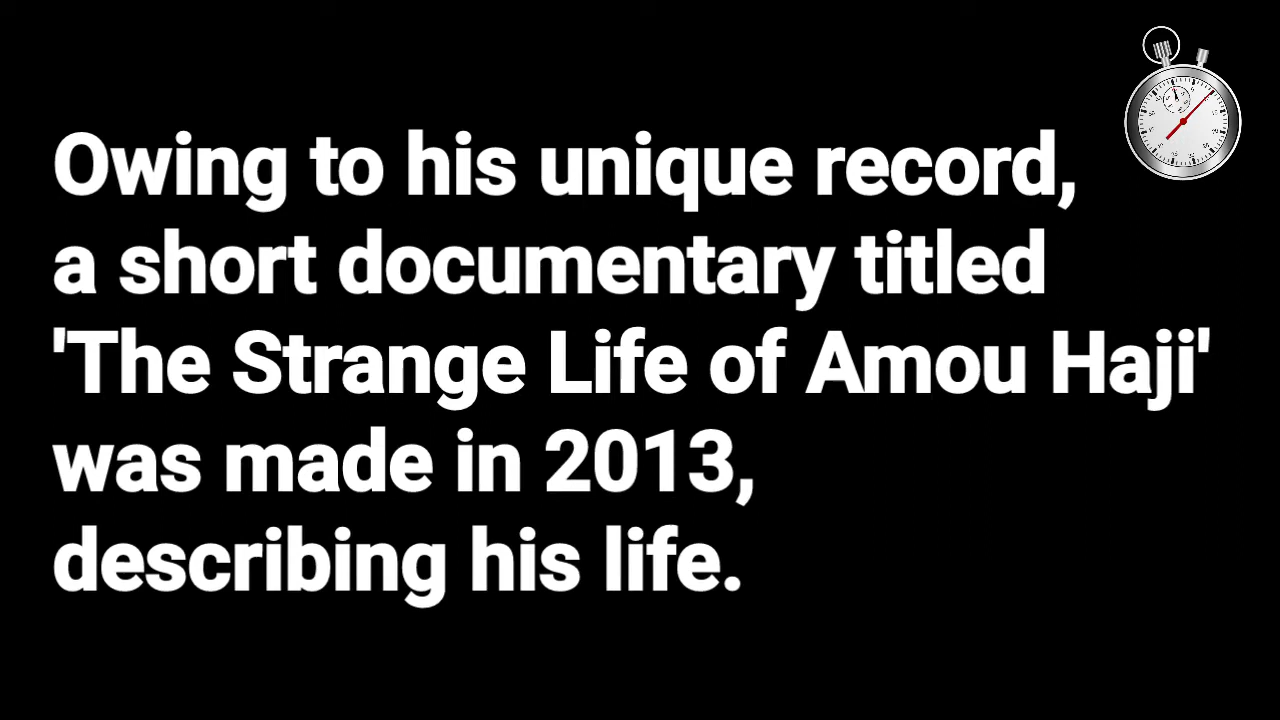 Owing to his unique record,
a short documentary titled
'The Strange Life of Amou Haji'
was made in 2013,
describing his life.